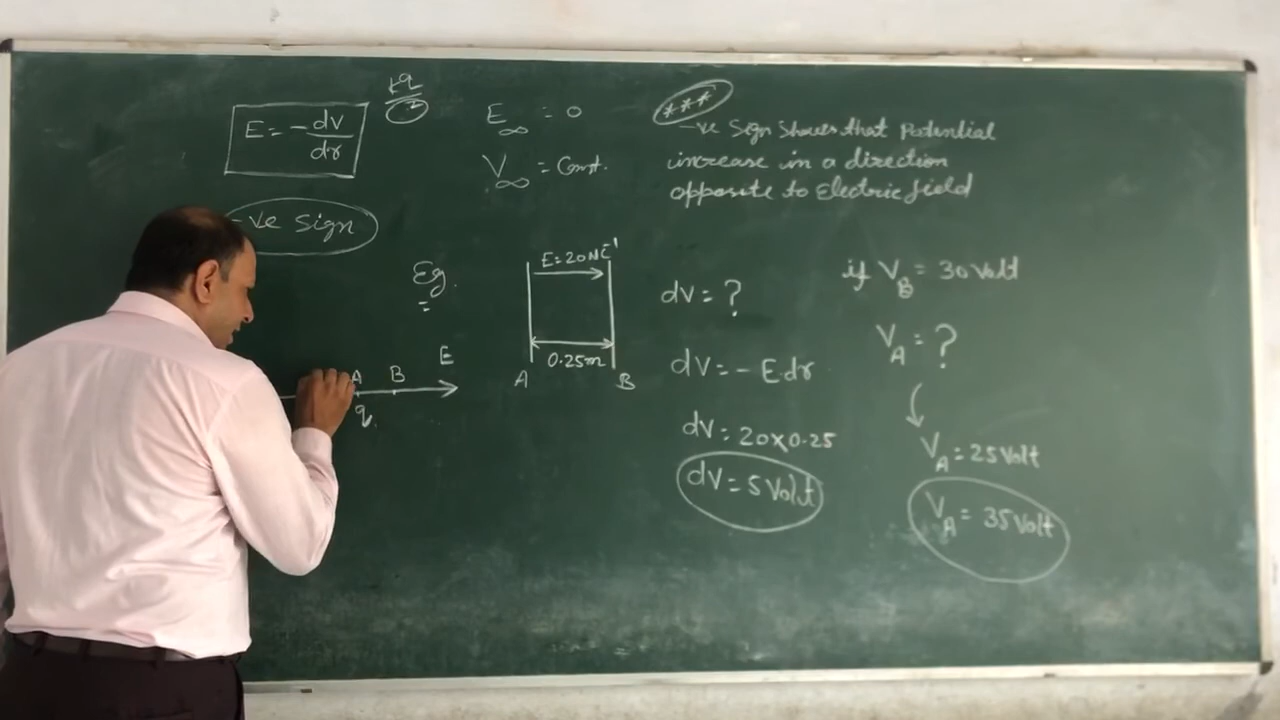 E = - dV/dr
kq
E∞ = 0
V∞ = Const.
***
-ve Sign Shows that Potential
increase in a direction
opposite to Electric field
-ve Sign
Eg.
E = 20 NC⁻¹
0.25m
A B
A B E
q
dV = ?
dV = - E dr
dV = 20 x 0.25
dV = 5 Volt
if V_B = 30 Volt
V_A = ?
V_A = 25 Volt
V_A = 35 Volt